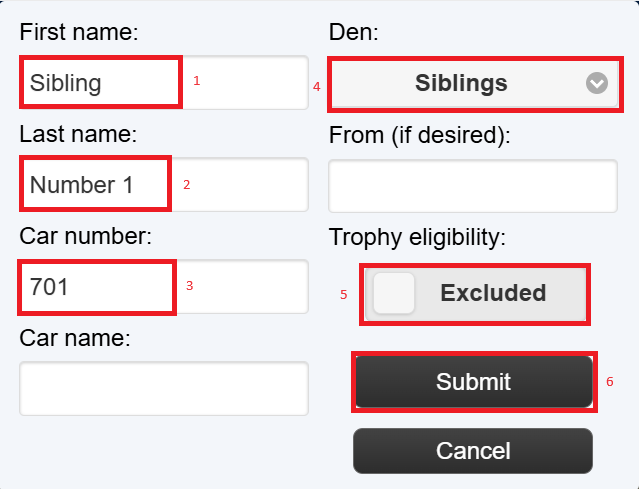 First name:
Sibling 1
Last name:
Number 1 2
Car number:
701 3
Car name:
Den:
4 Siblings
From (if desired):
Trophy eligibility:
5 Excluded
Submit 6
Cancel